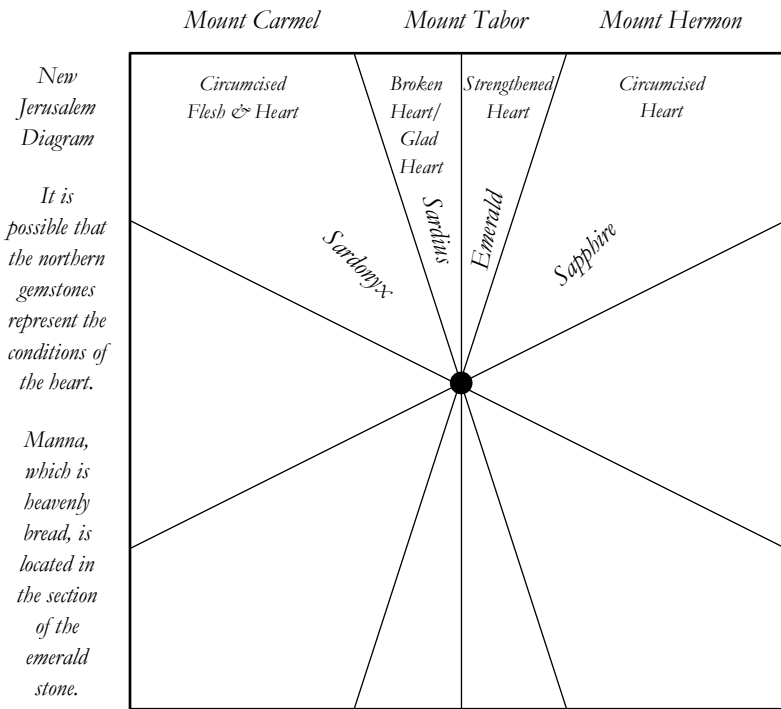 Mount Carmel Mount Tabor Mount Hermon
New
Jerusalem
Diagram
It is
possible that
the northern
gemstones
represent the
conditions of
the heart.
Manna,
which is
heavenly
bread, is
located in
the section
of the
emerald
stone.
Circumcised
Flesh & Heart
Broken
Heart/
Glad
Heart
Strengthened
Heart
Circumcised
Heart
Sardonyx
Sardius
Emerald
Sapphire